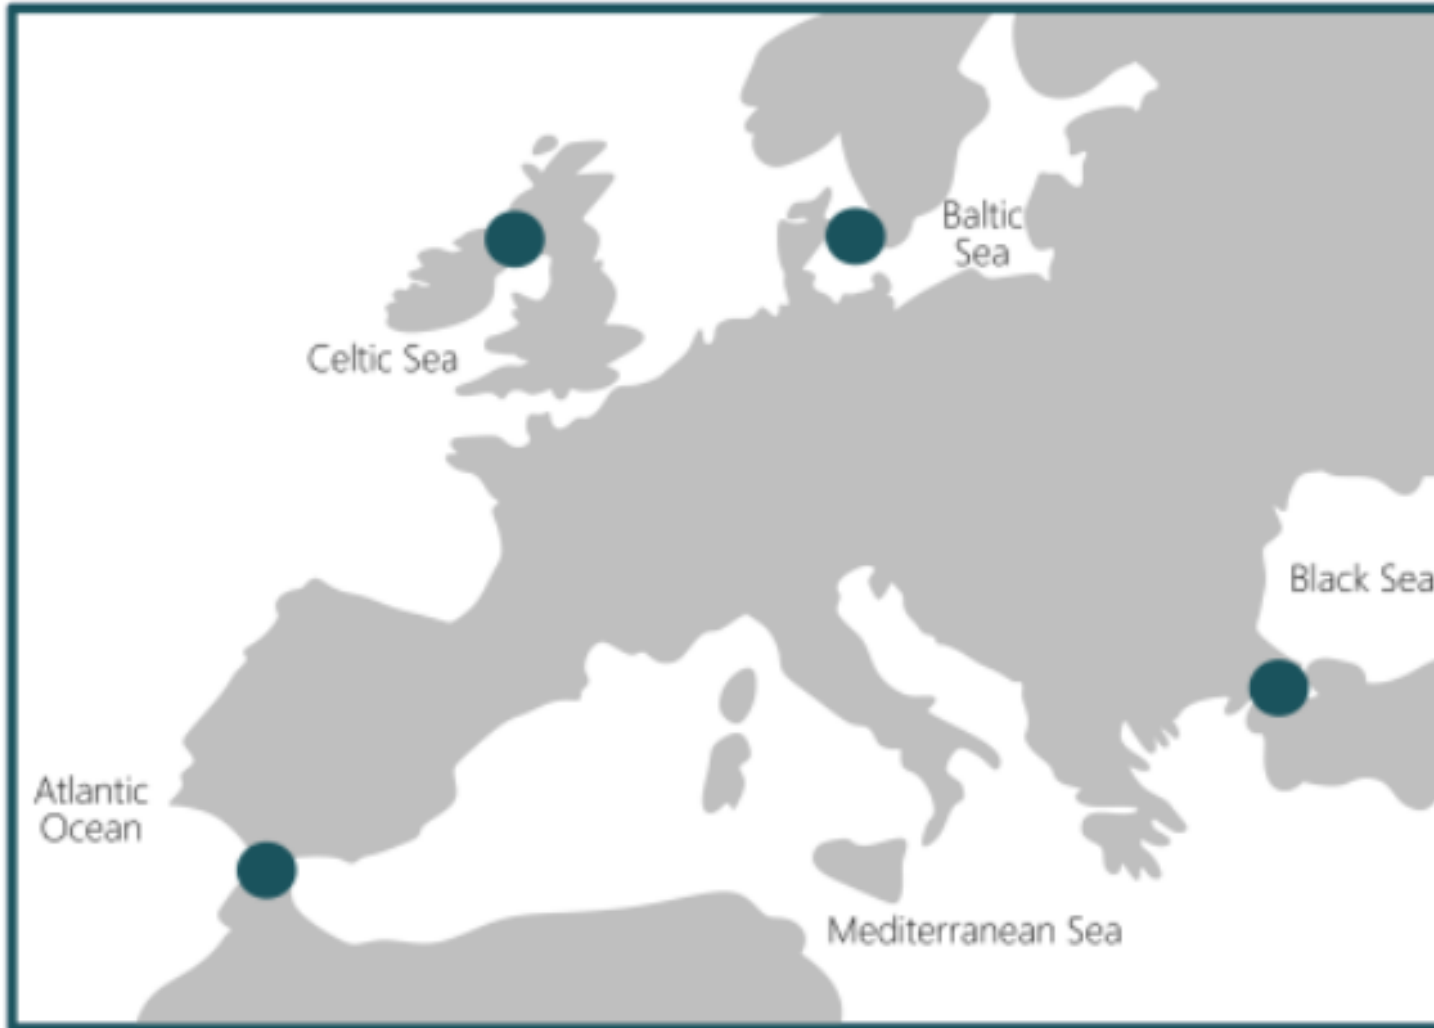 Baltic
Sea
Celtic Sea
Black Sea
Atlantic
Ocean
Mediterranean Sea